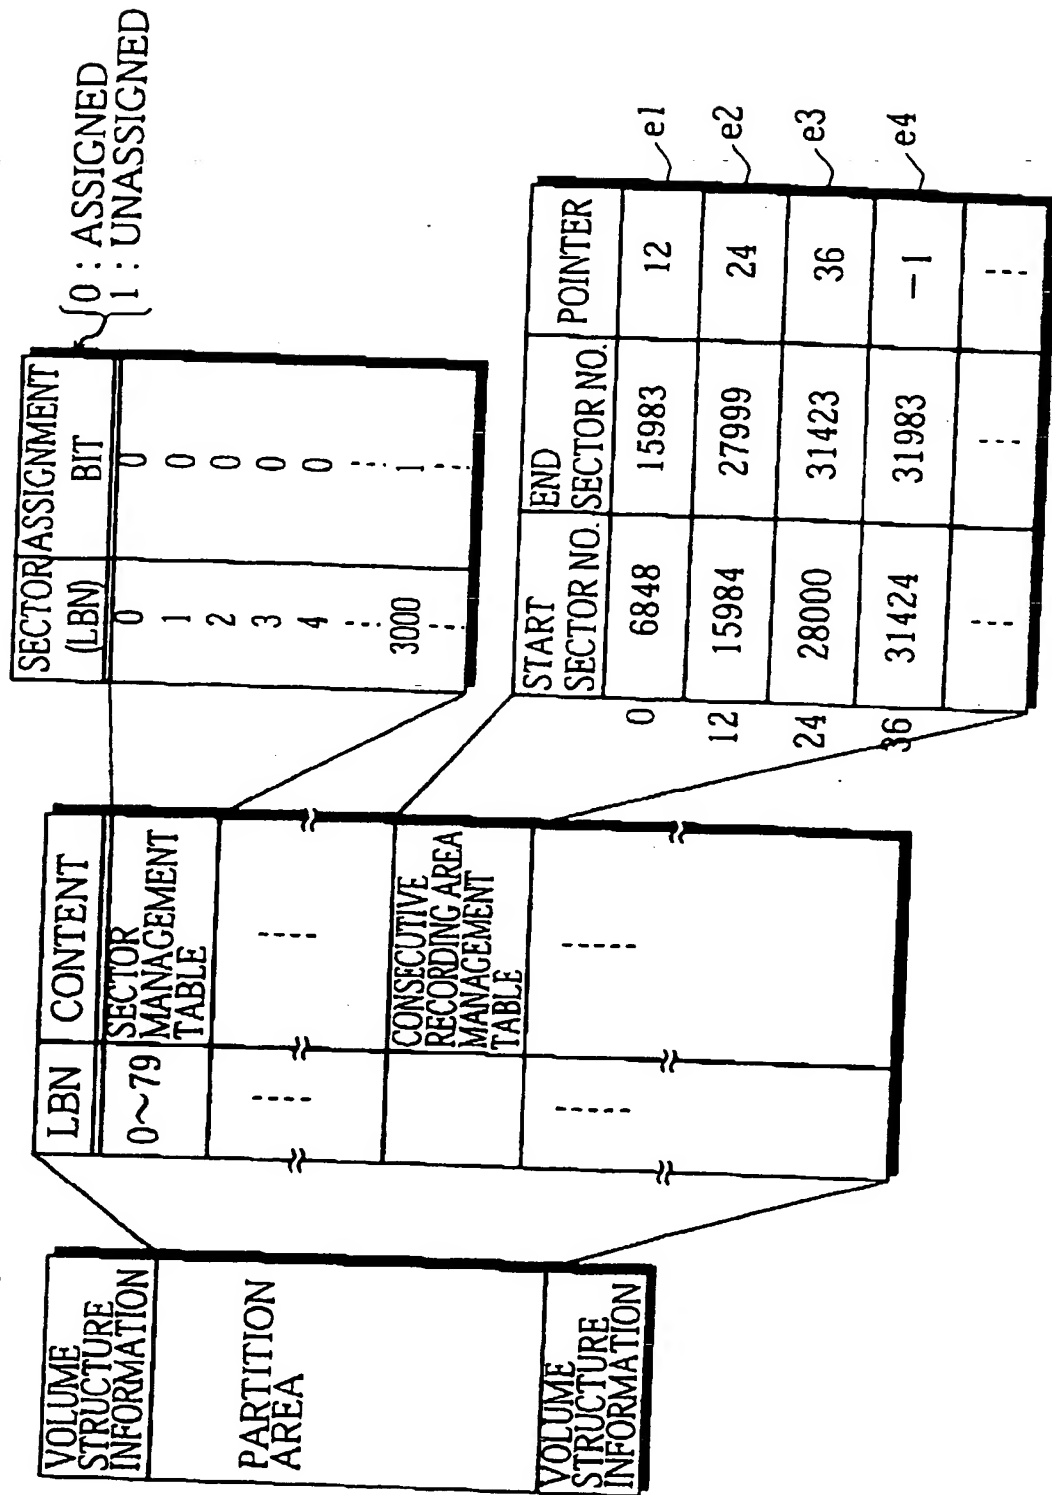 VOLUME
STRUCTURE
INFORMATION
PARTITION
AREA
VOLUME
STRUCTURE
INFORMATION
LBN CONTENT
0~79 SECTOR
MANAGEMENT
TABLE
----- -----
CONSECUTIVE
RECORDING AREA
MANAGEMENT
TABLE
----- -----
SECTOR ASSIGNMENT
(LBN) BIT
0 0
1 0
2 0
3 0
4 0
... ...
3000 1
... ...
0 : ASSIGNED
1 : UNASSIGNED
START END POINTER
SECTOR NO. SECTOR NO.
0 6848 15983 12 e1
12 15984 27999 24 e2
24 28000 31423 36 e3
36 31424 31983 -1 e4
--- --- ---